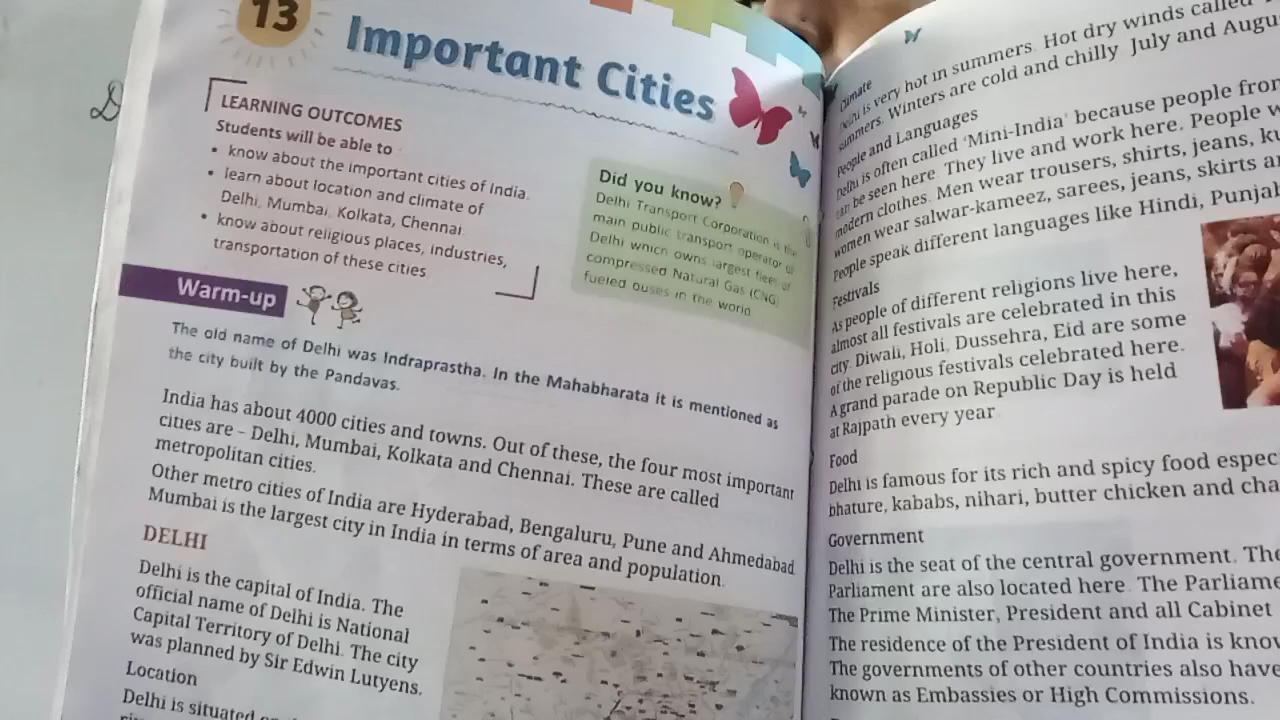 13
Important Cities
LEARNING OUTCOMES
Students will be able to
• know about the important cities of India.
• learn about location and climate of
Delhi, Mumbai, Kolkata, Chennai
• know about religious places, industries,
transportation of these cities
Did you know?
Delhi Transport Corporation is the
main public transport operator of
Delhi which owns largest fleet of
compressed Natural Gas (CNG)
fueled buses in the world
Warm-up
The old name of Delhi was Indraprastha. In the Mahabharata it is mentioned as
the city built by the Pandavas.
India has about 4000 cities and towns. Out of these, the four most important
cities are – Delhi, Mumbai, Kolkata and Chennai. These are called
metropolitan cities.
Other metro cities of India are Hyderabad, Bengaluru, Pune and Ahmedabad
Mumbai is the largest city in India in terms of area and population.
DELHI
Delhi is the capital of India. The
official name of Delhi is National
Capital Territory of Delhi. The city
was planned by Sir Edwin Lutyens.
Location
Delhi is situated
Climate
Delhi is very hot in summers. Hot dry winds called
summers. Winters are cold and chilly July and Augu
People and Languages
Delhi is often called 'Mini-India' because people from
can be seen here. They live and work here. People w
modern clothes. Men wear trousers, shirts, jeans, ku
women wear salwar-kameez, sarees, jeans, skirts a
People speak different languages like Hindi, Punjab
Festivals
As people of different religions live here,
almost all festivals are celebrated in this
city. Diwali, Holi, Dussehra, Eid are some
of the religious festivals celebrated here.
A grand parade on Republic Day is held
at Rajpath every year
Food
Delhi is famous for its rich and spicy food espec
bhature, kababs, nihari, butter chicken and cha
Government
Delhi is the seat of the central government. The
Parliament are also located here. The Parliame
The Prime Minister, President and all Cabinet
The residence of the President of India is know
The governments of other countries also have
known as Embassies or High Commissions.